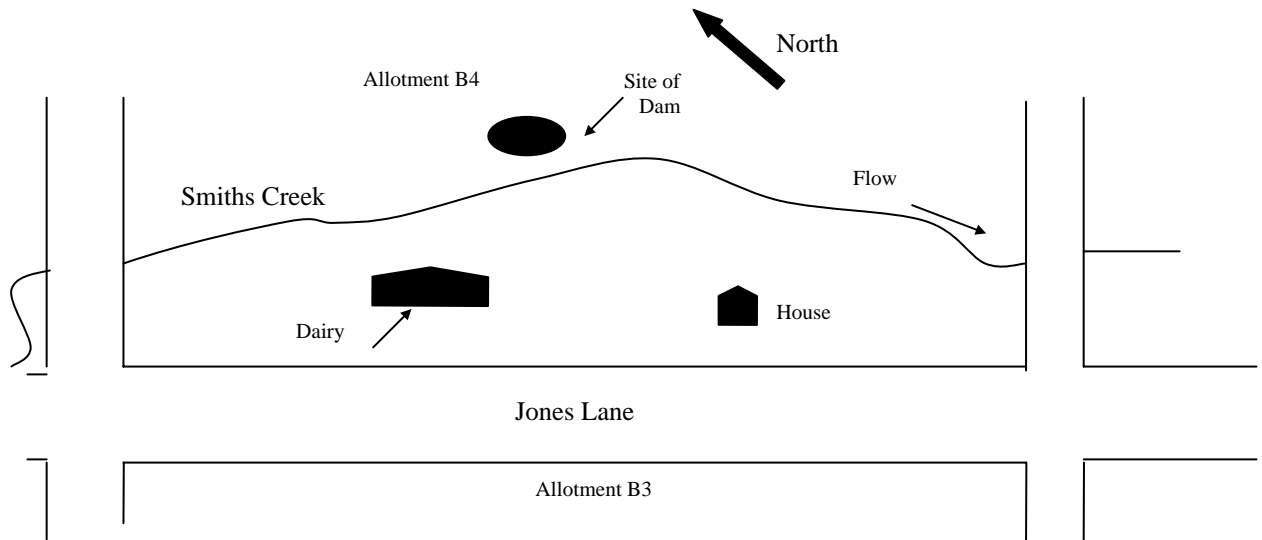 North
Allotment B4
Site of
Dam
Flow
Smiths Creek
House
Dairy
Jones Lane
Allotment B3